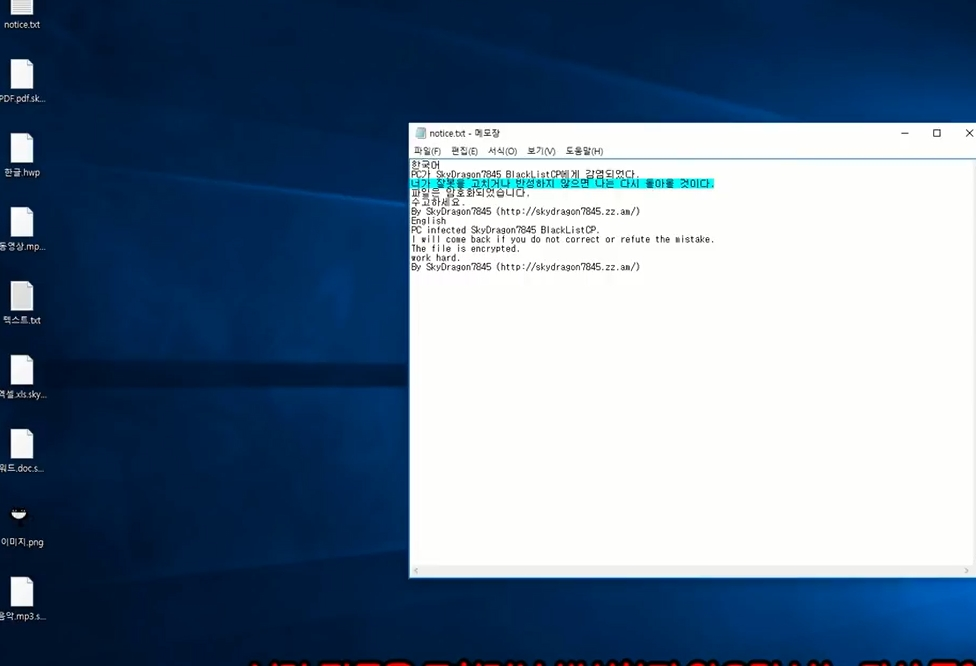 notice.txt
PDF.pdf.sk...
한글.hwp
동영상.mp...
텍스트.txt
엑셀.xls.sky...
워드.doc.s...
이미지.png
음악.mp3.s...
notice.txt - 메모장
파일(F) 편집(E) 서식(O) 보기(V) 도움말(H)
한국어
PC가 SkyDragon7845 BlackListCP에게 감염되었다.
너가 잘못을 고치거나 반성하지 않으면 나는 다시 돌아올 것이다.
파일은 암호화되었습니다.
수고하세요.
By SkyDragon7845 (http://skydragon7845.zz.am/)
English
PC infected SkyDragon7845 BlackListCP.
I will come back if you do not correct or refute the mistake.
The file is encrypted.
work hard.
By SkyDragon7845 (http://skydragon7845.zz.am/)